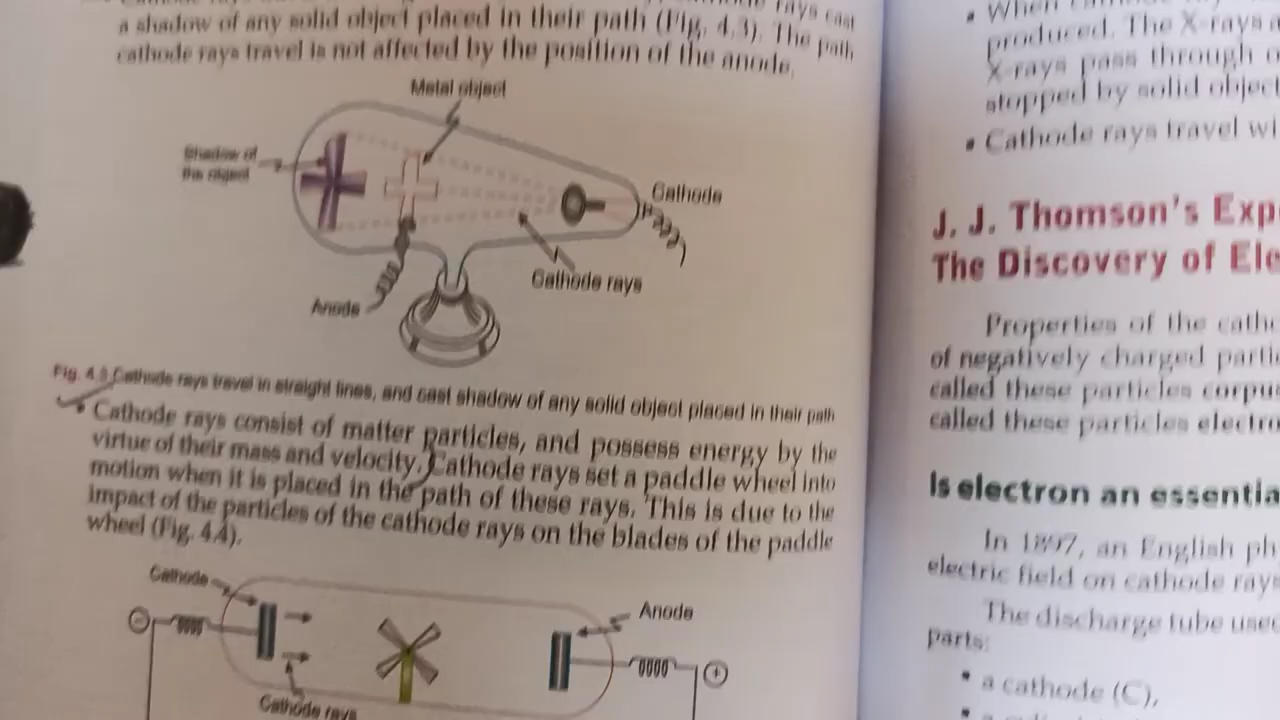 rays cast
a shadow of any solid object placed in their path (Fig. 4.3). The path
cathode rays travel is not affected by the position of the anode.
Metal object
Shadow of
the object
Cathode
Cathode rays
Anode
Fig. 4.3 Cathode rays travel in straight lines, and cast shadow of any solid object placed in their path
• Cathode rays consist of matter particles, and possess energy by the
virtue of their mass and velocity. Cathode rays set a paddle wheel into
motion when it is placed in the path of these rays. This is due to the
impact of the particles of the cathode rays on the blades of the paddle
wheel (Fig. 4.4).
Cathode
Anode
Cathode rays
• When
produced. The X-rays
X-rays pass through
stopped by solid object
• Cathode rays travel wi
J. J. Thomson's Exp
The Discovery of Ele
Properties of the catho
of negatively charged parti
called these particles corpu
called these particles electro
Is electron an essentia
In 1897, an English ph
electric field on cathode rays
The discharge tube used
parts:
• a cathode (C),